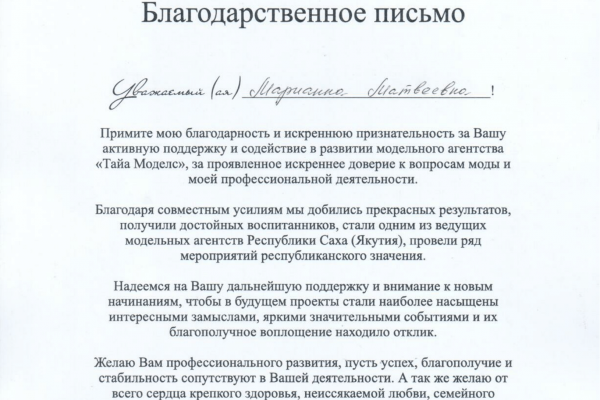 Благодарственное письмо
Уважаемый (ая) Марианна Матвеевна!
Примите мою благодарность и искреннюю признательность за Вашу
активную поддержку и содействие в развитии модельного агентства
«Тайа Моделс», за проявленное искреннее доверие к вопросам моды и
моей профессиональной деятельности.
Благодаря совместным усилиям мы добились прекрасных результатов,
получили достойных воспитанников, стали одним из ведущих
модельных агентств Республики Саха (Якутия), провели ряд
мероприятий республиканского значения.
Надеемся на Вашу дальнейшую поддержку и внимание к новым
начинаниям, чтобы в будущем проекты стали наиболее насыщены
интересными замыслами, яркими значительными событиями и их
благополучное воплощение находило отклик.
Желаю Вам профессионального развития, пусть успех, благополучие и
стабильность сопутствуют в Вашей деятельности. А так же желаю от
всего сердца крепкого здоровья, неиссякаемой любви, семейного